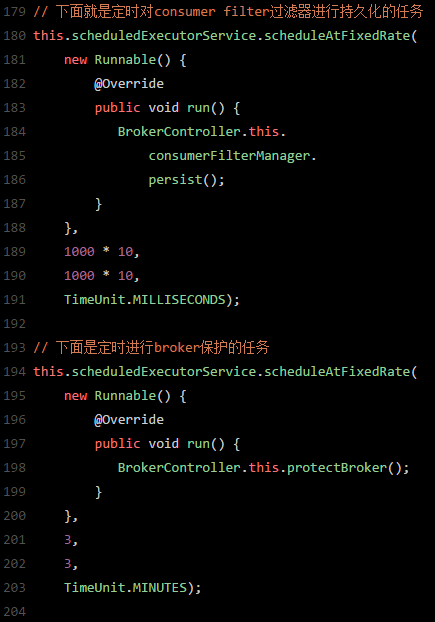 179 // 下面就是定时对consumer filter过滤器进行持久化的任务
180 this.scheduledExecutorService.scheduleAtFixedRate(
181     new Runnable() {
182         @Override
183         public void run() {
184            BrokerController.this.
185                consumerFilterManager.
186                persist();
187         }
188     },
189     1000 * 10,
190     1000 * 10,
191     TimeUnit.MILLISECONDS);
192
193 // 下面是定时进行broker保护的任务
194 this.scheduledExecutorService.scheduleAtFixedRate(
195     new Runnable() {
196         @Override
197         public void run() {
198            BrokerController.this.protectBroker();
199         }
200     },
201     3,
202     3,
203     TimeUnit.MINUTES);
204